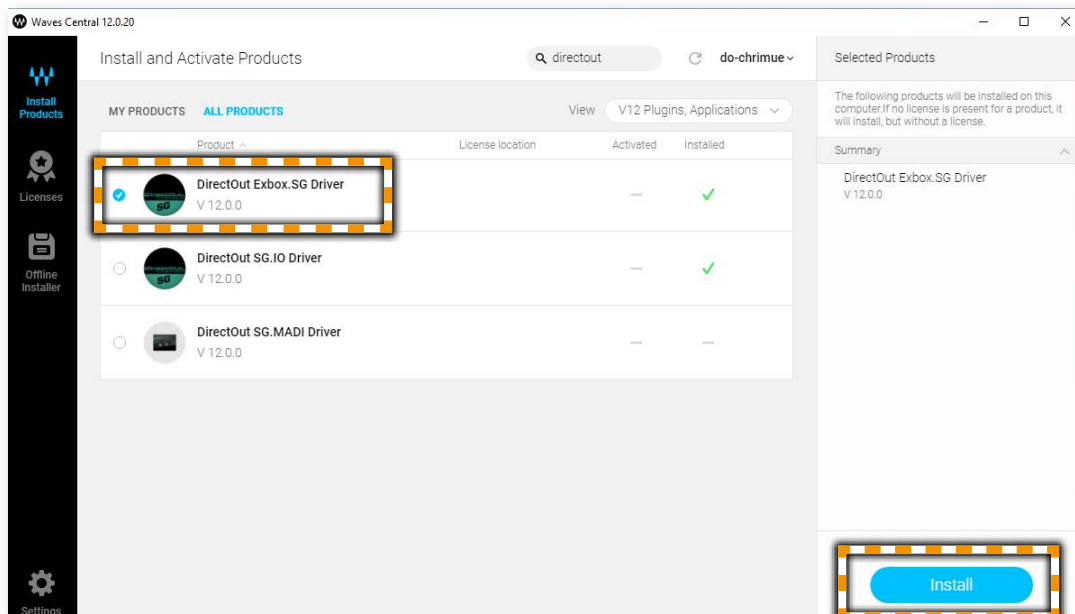 Waves Central 12.0.20
Install and Activate Products
directout
do-chrimue
Selected Products
Install
Products
Licenses
Offline
Installer
Settings
MY PRODUCTS ALL PRODUCTS
View V12 Plugins, Applications
Product License location Activated Installed
DirectOut Exbox.SG Driver
V 12.0.0
SG
DirectOut SG.IO Driver
V 12.0.0
SG
DirectOut SG.MADI Driver
V 12.0.0
The following products will be installed on this
computer.If no license is present for a product, it
will install, but without a license.
Summary
DirectOut Exbox.SG Driver
V 12.0.0
Install